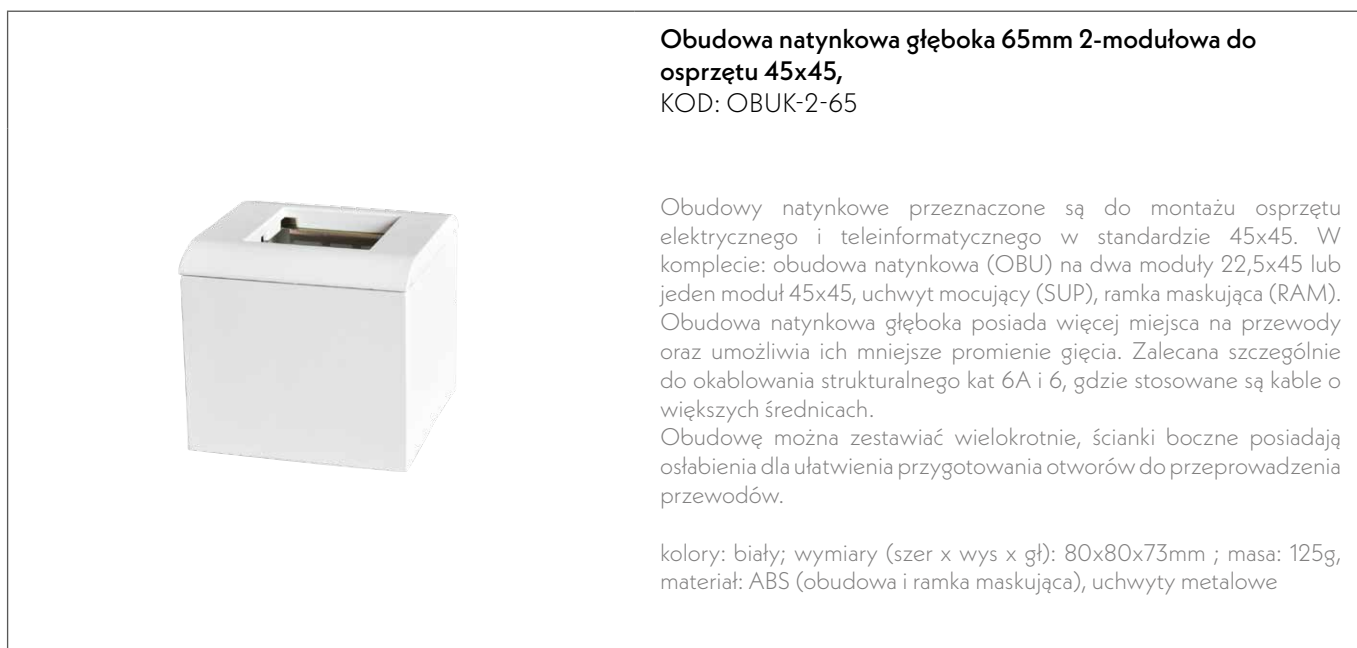 Obudowa natynkowa głęboka 65mm 2-modułowa do
osprzętu 45x45,
KOD: OBUK-2-65
Obudowy natynkowe przeznaczone są do montażu osprzętu
elektrycznego i teleinformatycznego w standardzie 45x45. W
komplecie: obudowa natynkowa (OBU) na dwa moduły 22,5x45 lub
jeden moduł 45x45, uchwyt mocujący (SUP), ramka maskująca (RAM).
Obudowa natynkowa głęboka posiada więcej miejsca na przewody
oraz umożliwia ich mniejsze promienie gięcia. Zalecana szczególnie
do okablowania strukturalnego kat 6A i 6, gdzie stosowane są kable o
większych średnicach.
Obudowę można zestawiać wielokrotnie, ścianki boczne posiadają
osłabienia dla ułatwienia przygotowania otworów do przeprowadzenia
przewodów.
kolory: biały; wymiary (szer x wys x gł): 80x80x73mm ; masa: 125g,
materiał: ABS (obudowa i ramka maskująca), uchwyty metalowe